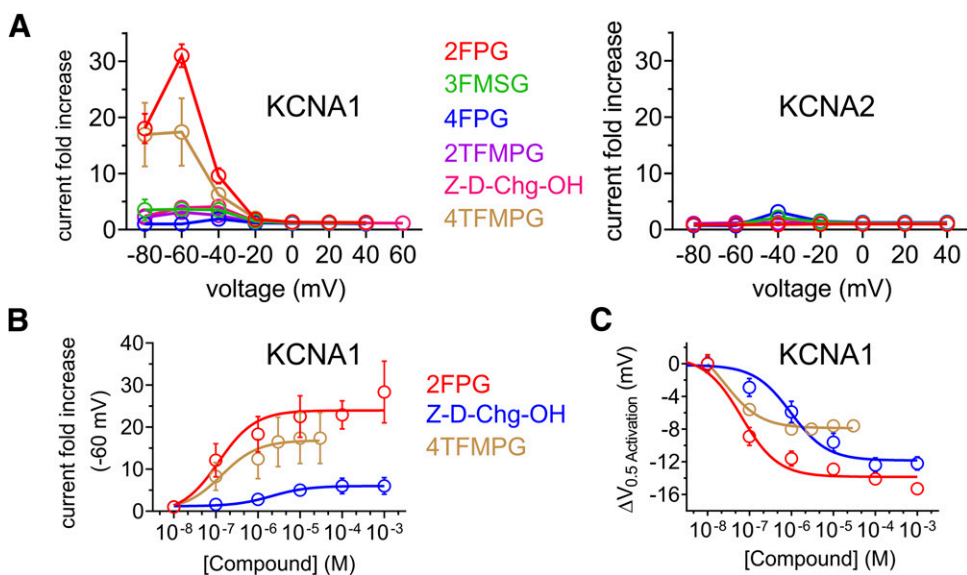 A
current fold increase
30
20
10
0
KCNA1
-80 -60 -40 -20 0 20 40 60
voltage (mV)
2FPG
3FMSG
4FPG
2TFMPG
Z-D-Chg-OH
4TFMPG
current fold increase
30
20
10
0
KCNA2
-80 -60 -40 -20 0 20 40
voltage (mV)
B
current fold increase
(-60 mV)
40
30
20
10
0
KCNA1
10⁻⁸ 10⁻⁷ 10⁻⁶ 10⁻⁵ 10⁻⁴ 10⁻³
[Compound] (M)
2FPG
Z-D-Chg-OH
4TFMPG
C
ΔV0.5 Activation (mV)
0
-4
-8
-12
-16
KCNA1
10⁻⁸ 10⁻⁷ 10⁻⁶ 10⁻⁵ 10⁻⁴ 10⁻³
[Compound] (M)